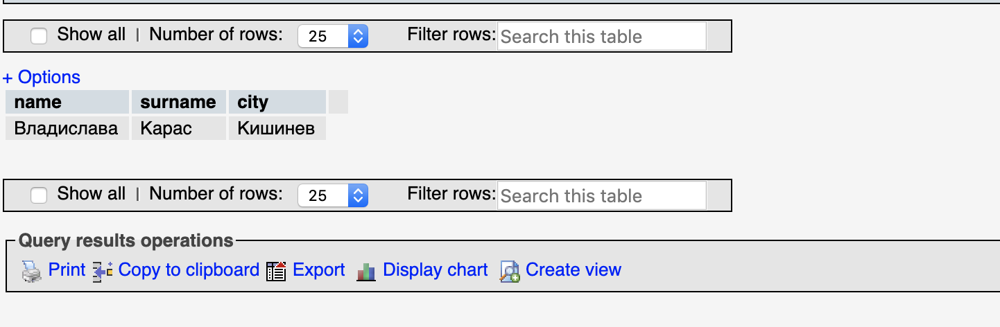 Show all | Number of rows: 25 Filter rows: Search this table
+ Options
name surname city
Владислава Карас Кишинев
Show all | Number of rows: 25 Filter rows: Search this table
Query results operations
Print Copy to clipboard Export Display chart Create view